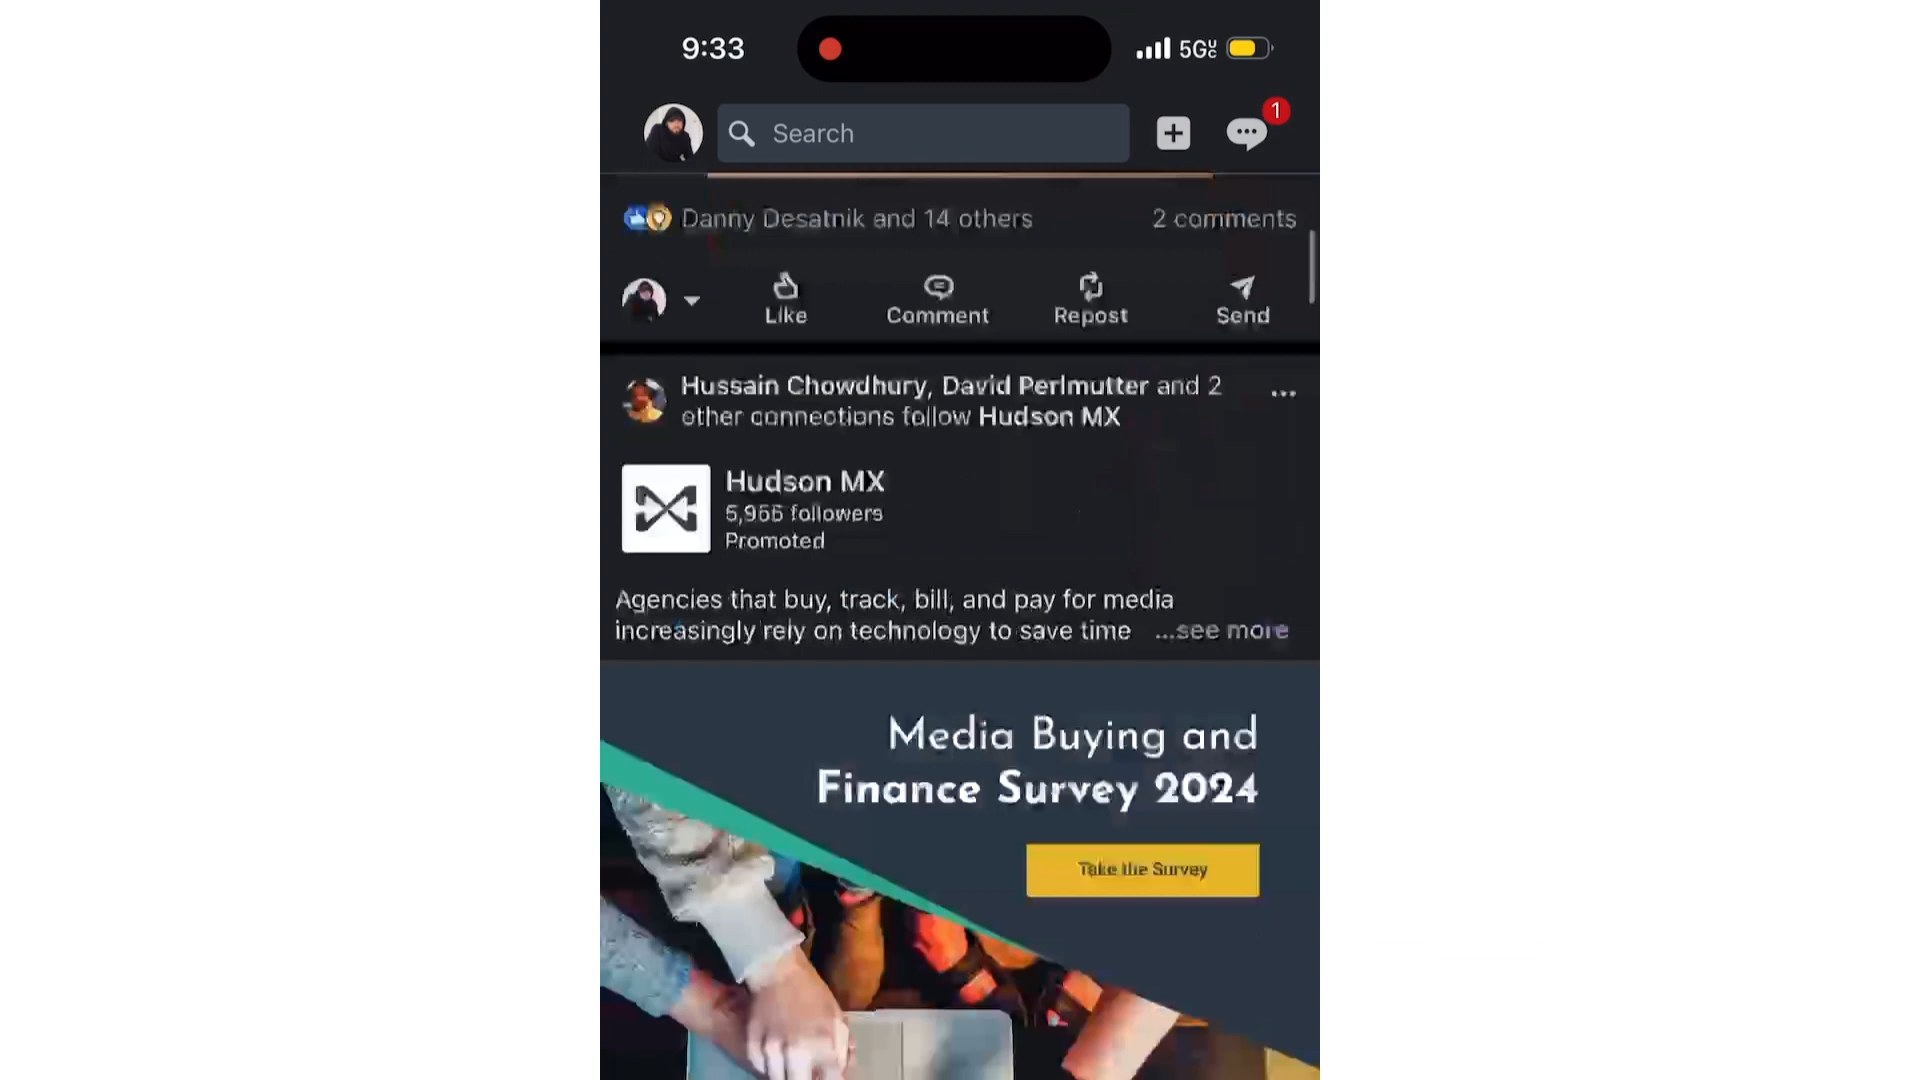 9:33
5G
Search
1
Danny Desatnik and 14 others
2 comments
Like
Comment
Repost
Send
Hussain Chowdhury, David Perlmutter and 2
other connections follow Hudson MX
Hudson MX
5,966 followers
Promoted
Agencies that buy, track, bill, and pay for media
increasingly rely on technology to save time ...see more
Media Buying and
Finance Survey 2024
Take the Survey